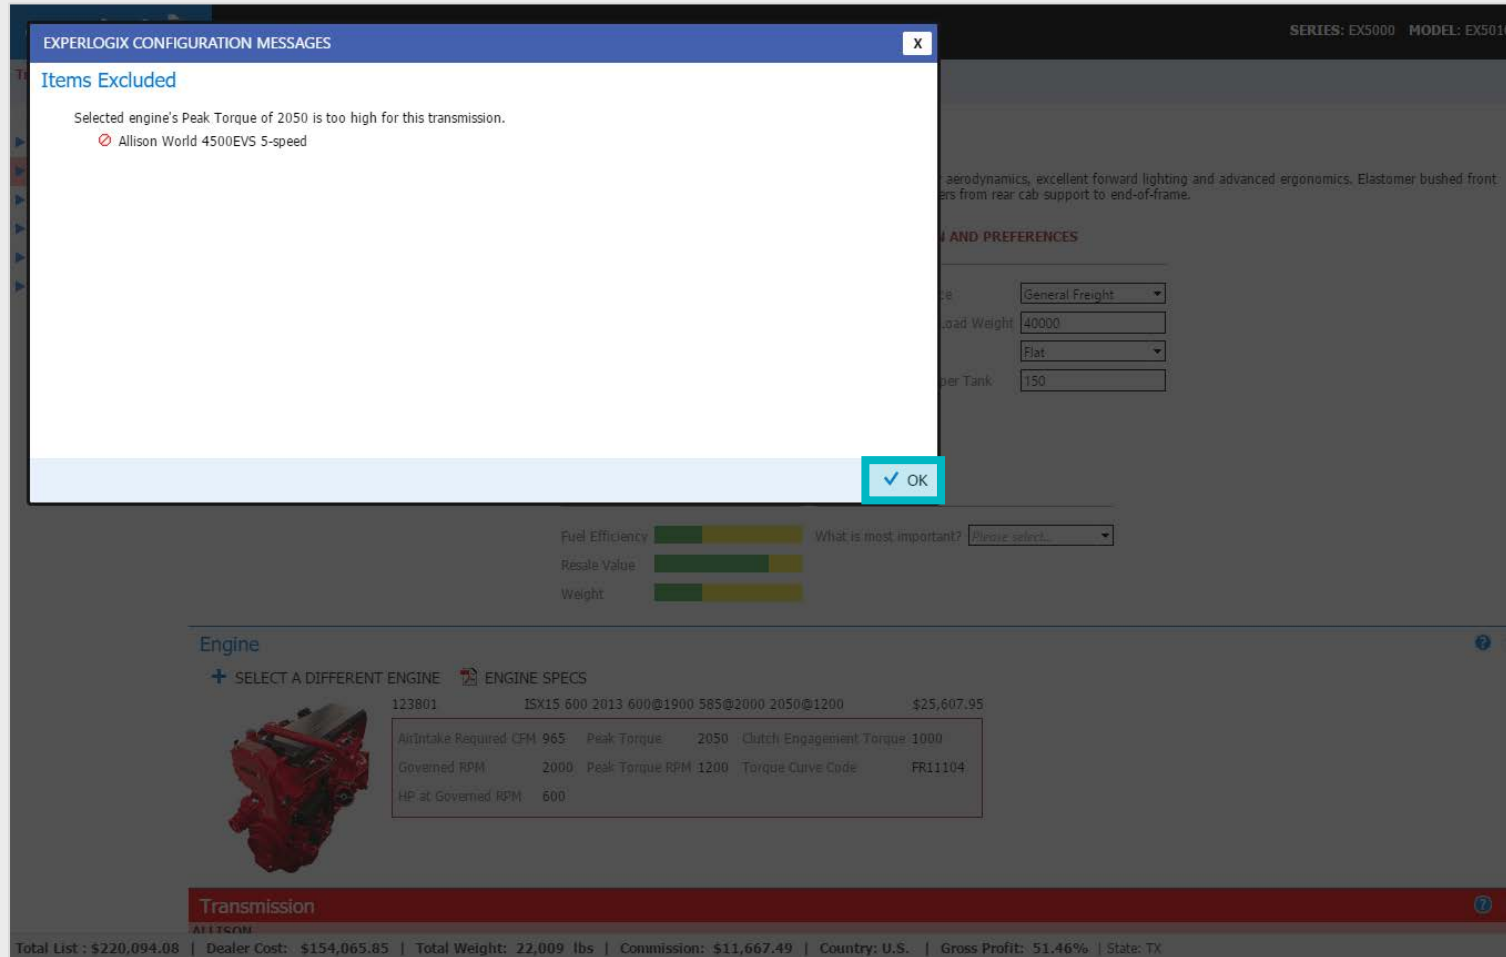 SERIES: EX5000 MODEL: EX501
EXPERLOGIX CONFIGURATION MESSAGES X
Items Excluded
Selected engine's Peak Torque of 2050 is too high for this transmission.
Allison World 4500EVS 5-speed
aerodynamics, excellent forward lighting and advanced ergonomics. Elastomer bushed front
ers from rear cab support to end-of-frame.
AND PREFERENCES
General Freight
Load Weight 40000
Flat
per Tank 150
OK
Fuel Efficiency What is most important? Please select...
Resale Value
Weight
Engine ?
+ SELECT A DIFFERENT ENGINE ENGINE SPECS
123801 ISX15 600 2013 600@1900 585@2000 2050@1200 $25,607.95
AirIntake Required CFM 965 Peak Torque 2050 Clutch Engagement Torque 1000
Governed RPM 2000 Peak Torque RPM 1200 Torque Curve Code FR11104
HP at Governed RPM 600
Transmission ?
ALLISON
Total List : $220,094.08 | Dealer Cost: $154,065.85 | Total Weight: 22,009 lbs | Commission: $11,667.49 | Country: U.S. | Gross Profit: 51.46% | State: TX